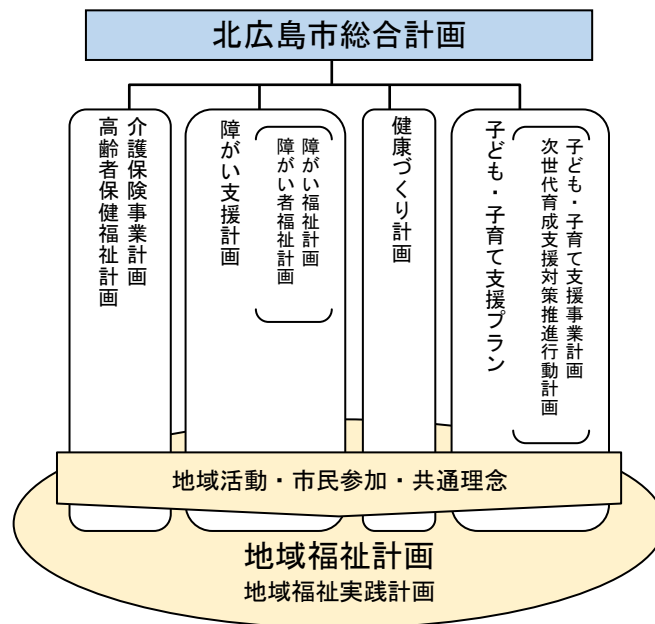 北広島市総合計画
介護保険事業計画
高齢者保健福祉計画
障がい支援計画
障がい福祉計画
障がい者福祉計画
健康づくり計画
子ども・子育て支援プラン
子ども・子育て支援事業計画
次世代育成支援対策推進行動計画
地域活動・市民参加・共通理念
地域福祉計画
地域福祉実践計画